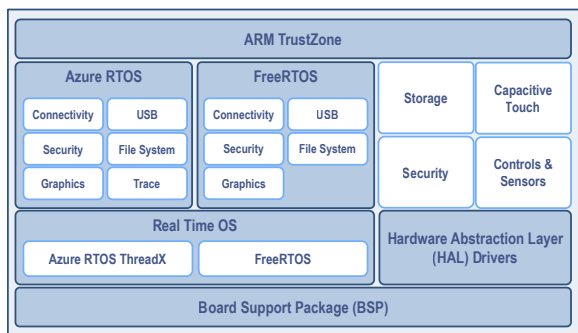 ARM TrustZone
Azure RTOS
Connectivity
USB
Security
File System
Graphics
Trace
FreeRTOS
Connectivity
USB
Security
File System
Graphics
Storage
Capacitive
Touch
Security
Controls &
Sensors
Real Time OS
Azure RTOS ThreadX
FreeRTOS
Hardware Abstraction Layer
(HAL) Drivers
Board Support Package (BSP)